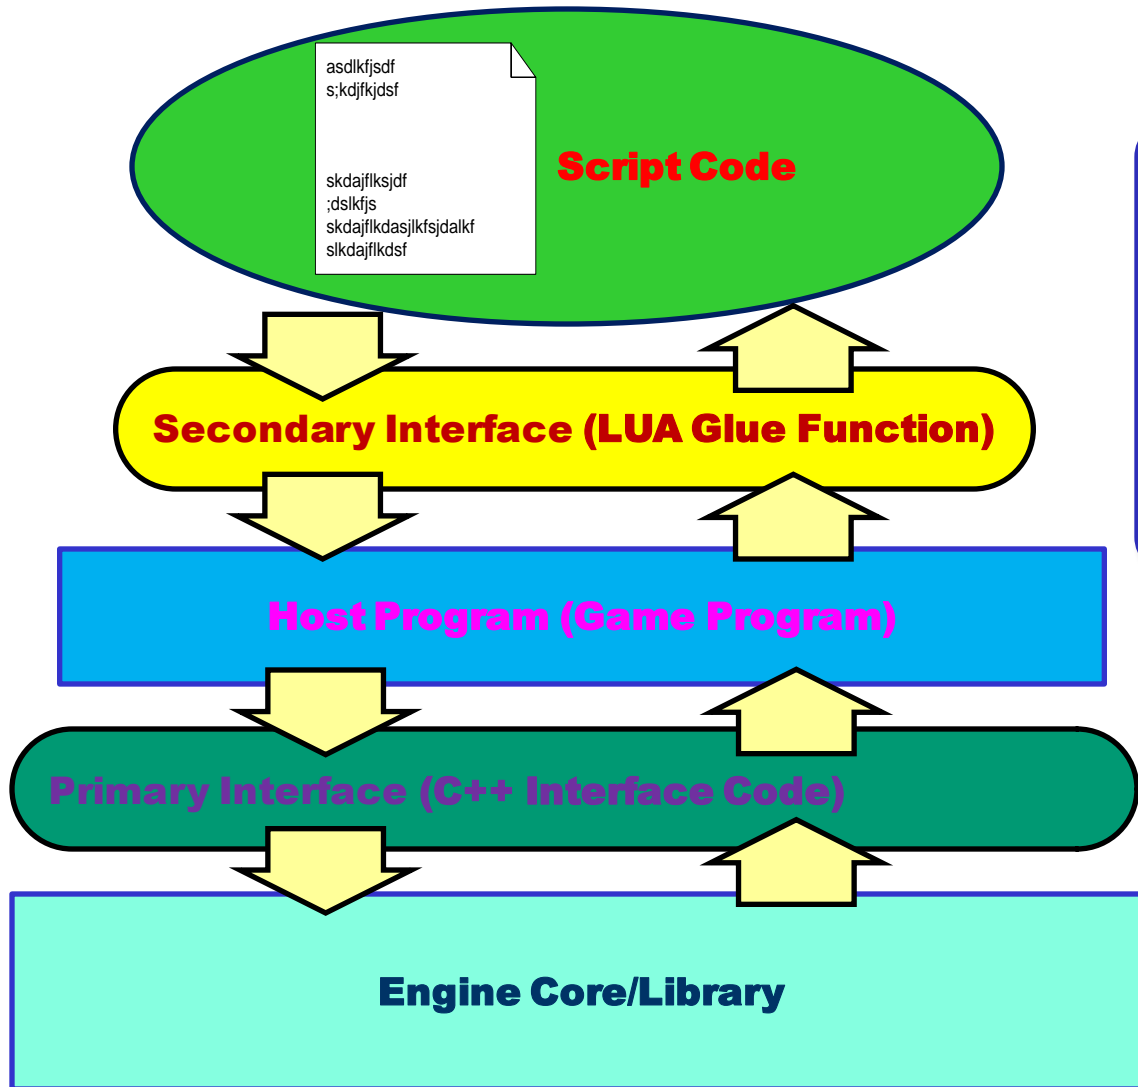 asdlkfjsdf
s;kdjfkjdsf
skdajflksjdf
;dslkfjs
skdajflkdasjlkfsjdalkf
slkdajflkdsf
Script Code
Secondary Interface (LUA Glue Function)
Host Program (Game Program)
Primary Interface (C++ Interface Code)
Engine Core/Library